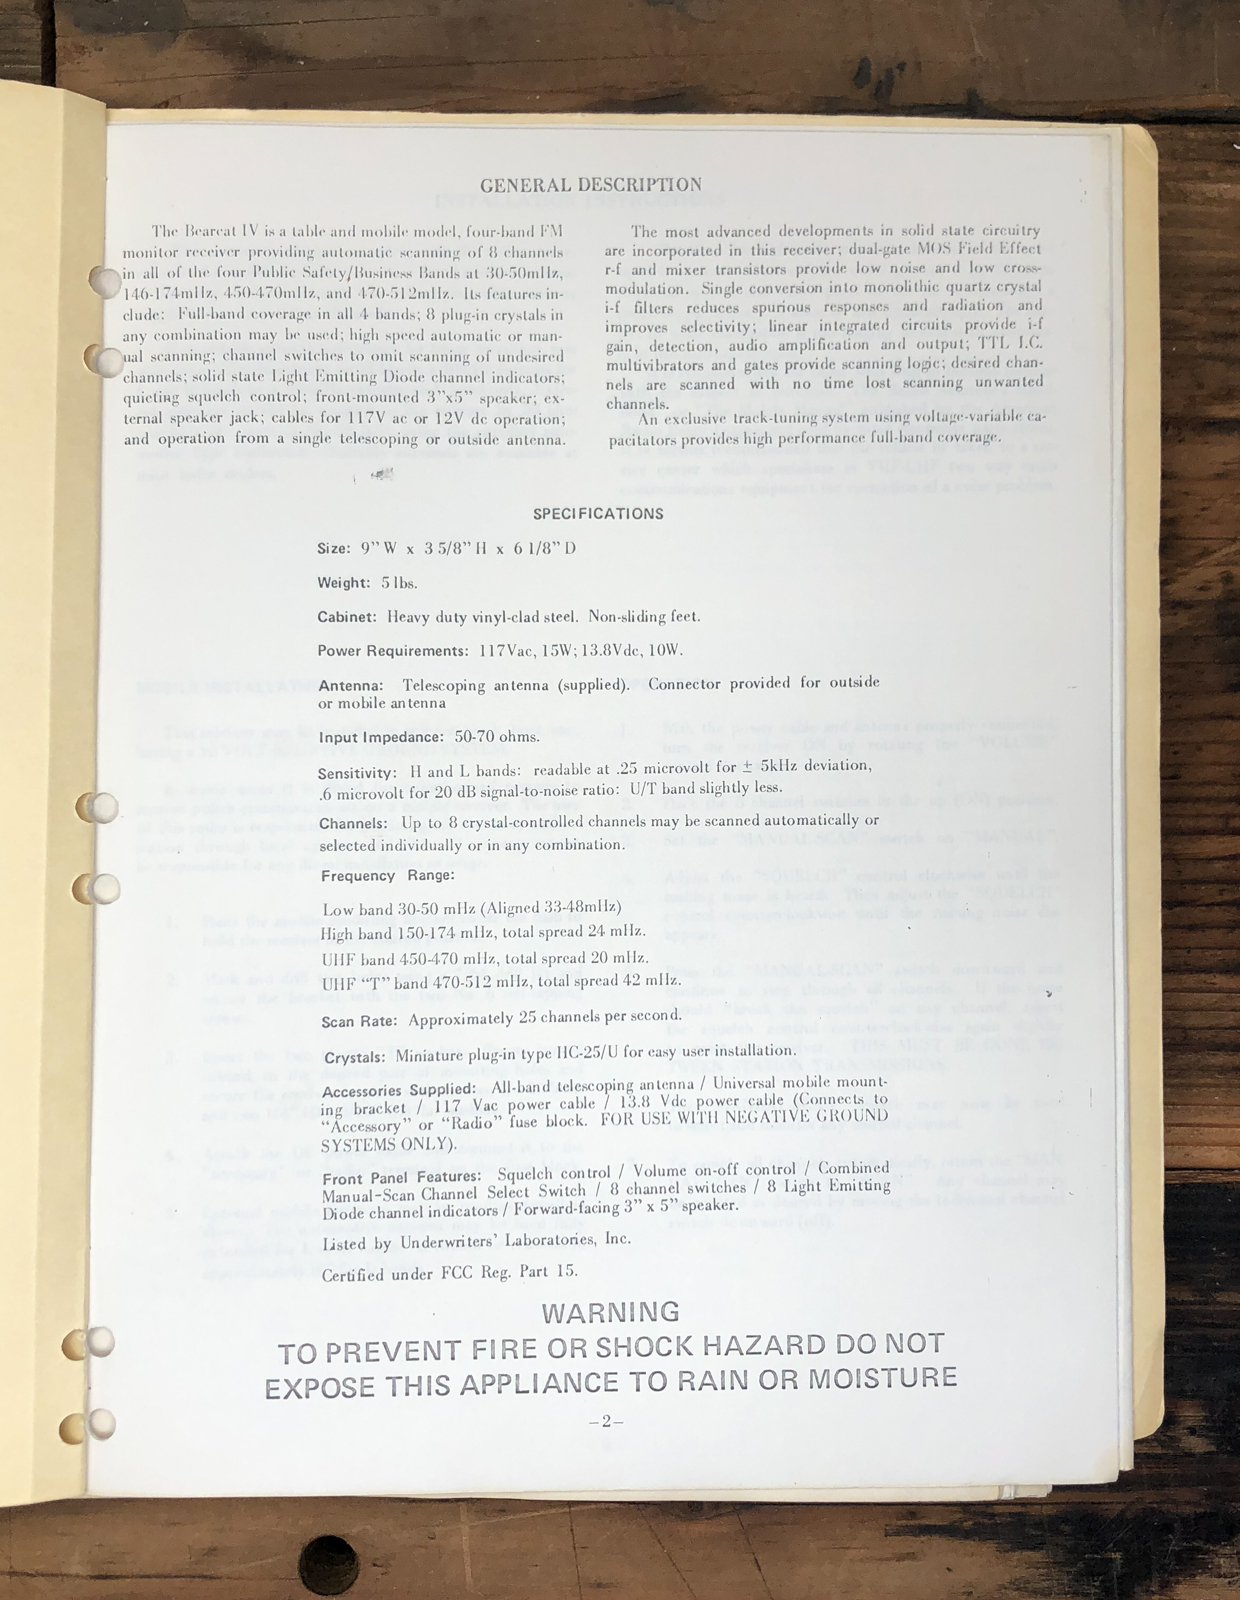 GENERAL DESCRIPTION
The Bearcat IV is a table and mobile model, four-band FM
monitor receiver providing automatic scanning of 8 channels
in all of the four Public Safety/Business Bands at 30-50mHz,
146-174mHz, 450-470mHz, and 470-512mHz. Its features in-
clude: Full-band coverage in all 4 bands; 8 plug-in crystals in
any combination may be used; high speed automatic or man-
ual scanning; channel switches to omit scanning of undesired
channels; solid state Light Emitting Diode channel indicators;
quieting squelch control; front-mounted 3”x5” speaker; ex-
ternal speaker jack; cables for 117V ac or 12V dc operation;
and operation from a single telescoping or outside antenna.
The most advanced developments in solid state circuitry
are incorporated in this receiver; dual-gate MOS Field Effect
r-f and mixer transistors provide low noise and low cross-
modulation. Single conversion into monolithic quartz crystal
i-f filters reduces spurious responses and radiation and
improves selectivity; linear integrated circuits provide i-f
gain, detection, audio amplification and output; TTL I.C.
multivibrators and gates provide scanning logic; desired chan-
nels are scanned with no time lost scanning unwanted
channels.
An exclusive track-tuning system using voltage-variable ca-
pacitators provides high performance full-band coverage.
SPECIFICATIONS
Size: 9” W x 3 5/8” H x 6 1/8” D
Weight: 5 lbs.
Cabinet: Heavy duty vinyl-clad steel. Non-sliding feet.
Power Requirements: 117Vac, 15W; 13.8Vdc, 10W.
Antenna: Telescoping antenna (supplied). Connector provided for outside
or mobile antenna
Input Impedance: 50-70 ohms.
Sensitivity: H and L bands: readable at .25 microvolt for ± 5kHz deviation,
.6 microvolt for 20 dB signal-to-noise ratio: U/T band slightly less.
Channels: Up to 8 crystal-controlled channels may be scanned automatically or
selected individually or in any combination.
Frequency Range:
Low band 30-50 mHz (Aligned 33-48mHz)
High band 150-174 mHz, total spread 24 mHz.
UHF band 450-470 mHz, total spread 20 mHz.
UHF “T” band 470-512 mHz, total spread 42 mHz.
Scan Rate: Approximately 25 channels per second.
Crystals: Miniature plug-in type HC-25/U for easy user installation.
Accessories Supplied: All-band telescoping antenna / Universal mobile mount-
ing bracket / 117 Vac power cable / 13.8 Vdc power cable (Connects to
“Accessory” or “Radio” fuse block. FOR USE WITH NEGATIVE GROUND
SYSTEMS ONLY).
Front Panel Features: Squelch control / Volume on-off control / Combined
Manual–Scan Channel Select Switch / 8 channel switches / 8 Light Emitting
Diode channel indicators / Forward-facing 3” x 5” speaker.
Listed by Underwriters’ Laboratories, Inc.
Certified under FCC Reg. Part 15.
WARNING
TO PREVENT FIRE OR SHOCK HAZARD DO NOT
EXPOSE THIS APPLIANCE TO RAIN OR MOISTURE
–2–